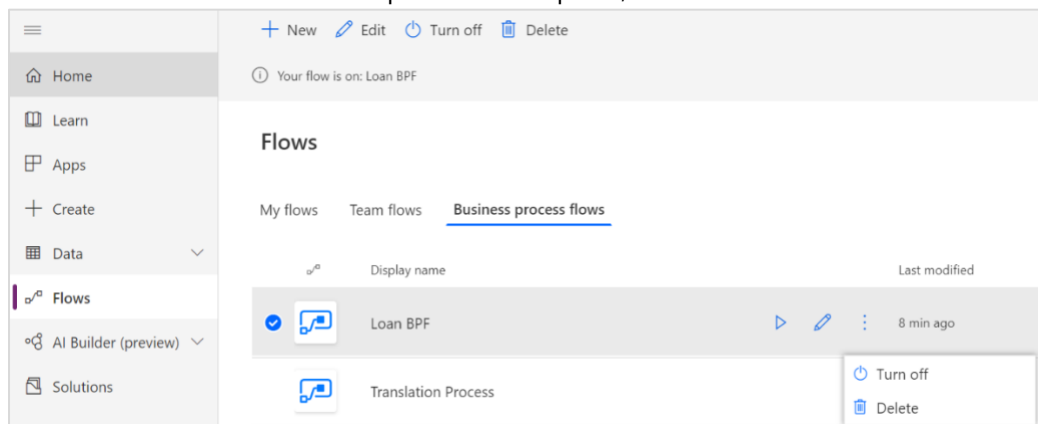 + New Edit Turn off Delete
Home
Your flow is on: Loan BPF
Learn
Flows
Apps
Create
My flows Team flows Business process flows
Data
Display name Last modified
Flows
Loan BPF 8 min ago
AI Builder (preview)
Turn off
Solutions
Translation Process
Delete